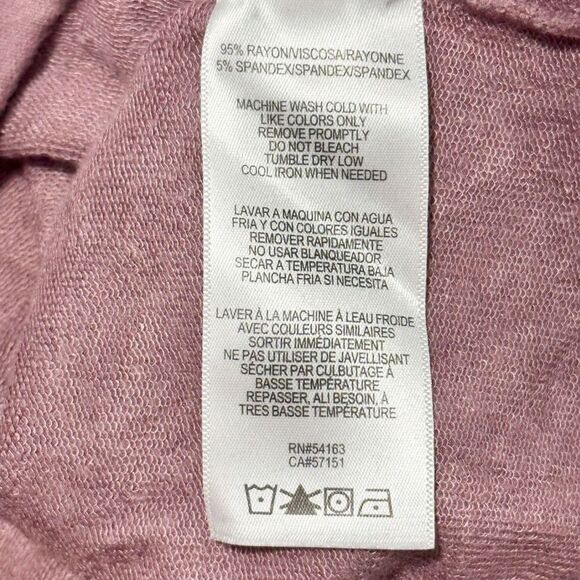 95% RAYON/VISCOSA/RAYONNE
5% SPANDEX/SPANDEX/SPANDEX
MACHINE WASH COLD WITH
LIKE COLORS ONLY
REMOVE PROMPTLY
DO NOT BLEACH
TUMBLE DRY LOW
COOL IRON WHEN NEEDED
LAVAR A MAQUINA CON AGUA
FRIA Y CON COLORES IGUALES
REMOVER RAPIDAMENTE
NO USAR BLANQUEADOR
SECAR A TEMPERATURA BAJA
PLANCHA FRIA SI NECESITA
LAVER À LA MACHINE À LEAU FROIDE
AVEC COULEURS SIMILAIRES
SORTIR IMMÉDIATEMENT
NE PAS UTILISER DE JAVELLISANT
SÉCHER PAR CULBUTAGE À
BASSE TEMPÉRATURE
REPASSER, ALI BESOIN, À
TRES BASSE TEMPÉRATURE
RN#54163
CA#57151